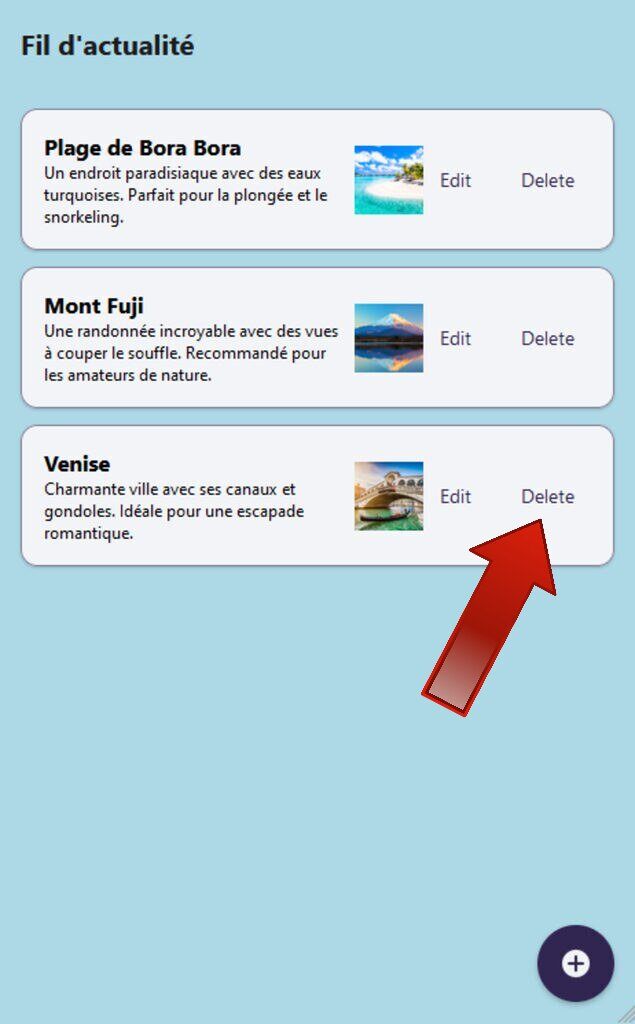 Fil d'actualité
Plage de Bora Bora
Un endroit paradisiaque avec des eaux
turquoises. Parfait pour la plongée et le
snorkeling.
Edit
Delete
Mont Fuji
Une randonnée incroyable avec des vues
à couper le souffle. Recommandé pour
les amateurs de nature.
Edit
Delete
Venise
Charmante ville avec ses canaux et
gondoles. Idéale pour une escapade
romantique.
Edit
Delete